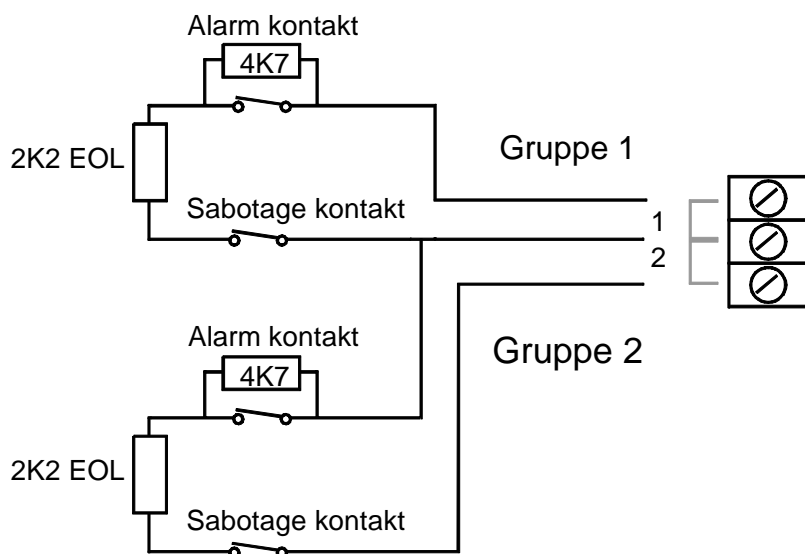 Alarm kontakt
4K7
2K2 EOL
Gruppe 1
Sabotage kontakt
1
2
Alarm kontakt
4K7
Gruppe 2
2K2 EOL
Sabotage kontakt